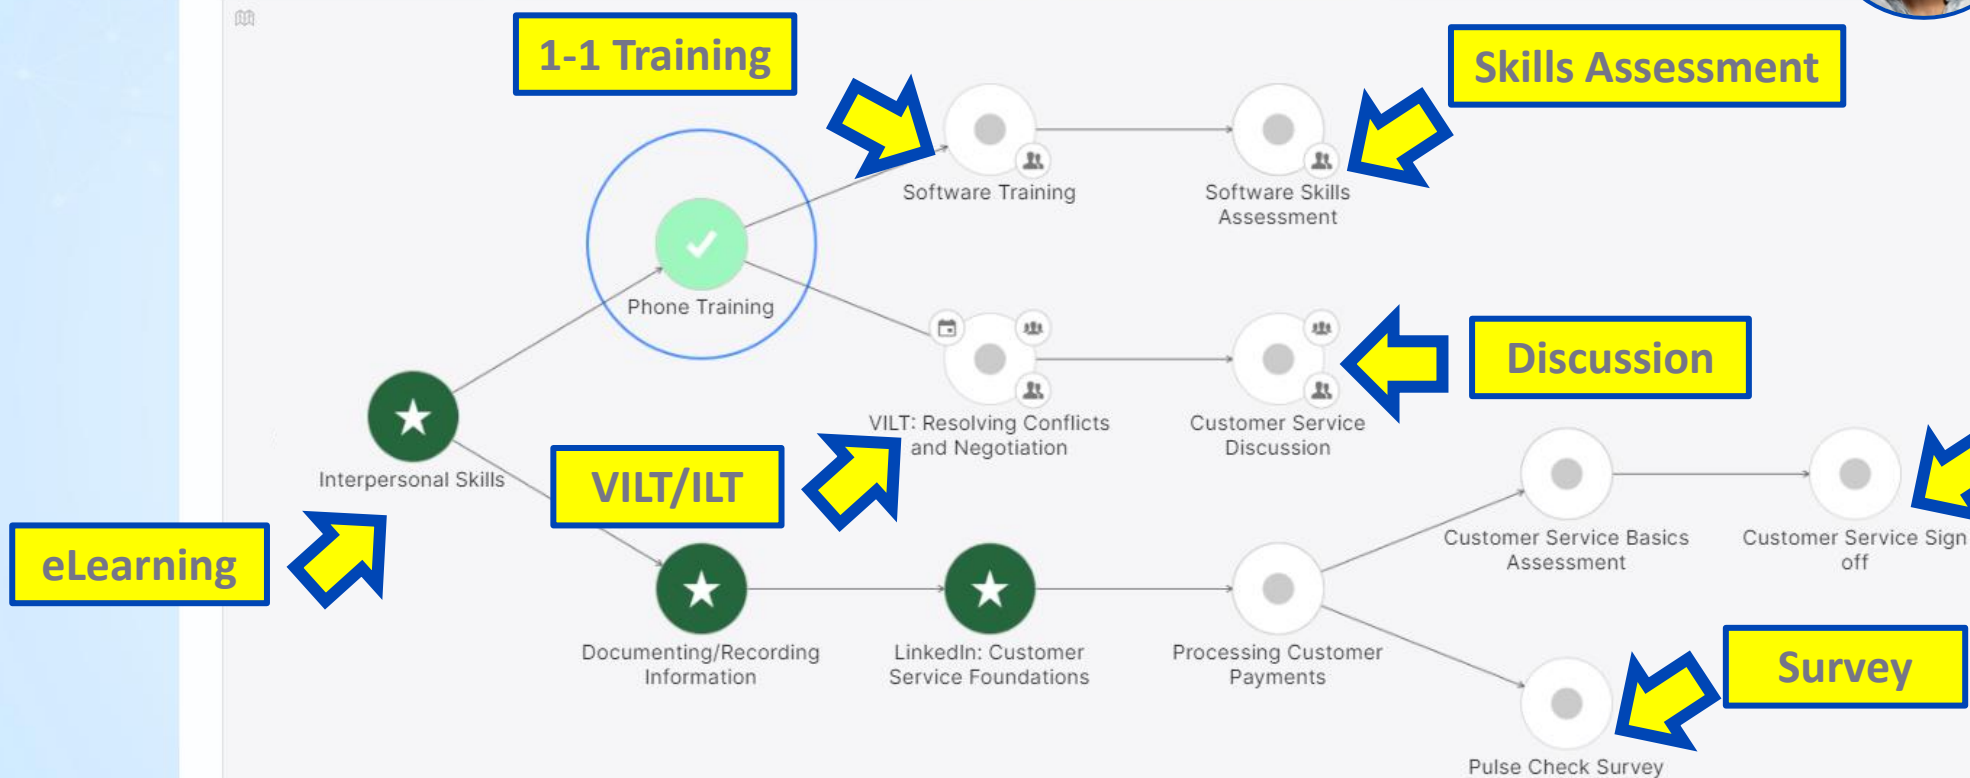 1-1 Training
Skills Assessment
Software Training
Software Skills
Assessment
Phone Training
Discussion
VILT: Resolving Conflicts
and Negotiation
Customer Service
Discussion
Interpersonal Skills
VILT/ILT
eLearning
Customer Service Basics
Assessment
Customer Service Sign
off
Documenting/Recording
Information
LinkedIn: Customer
Service Foundations
Processing Customer
Payments
Survey
Pulse Check Survey